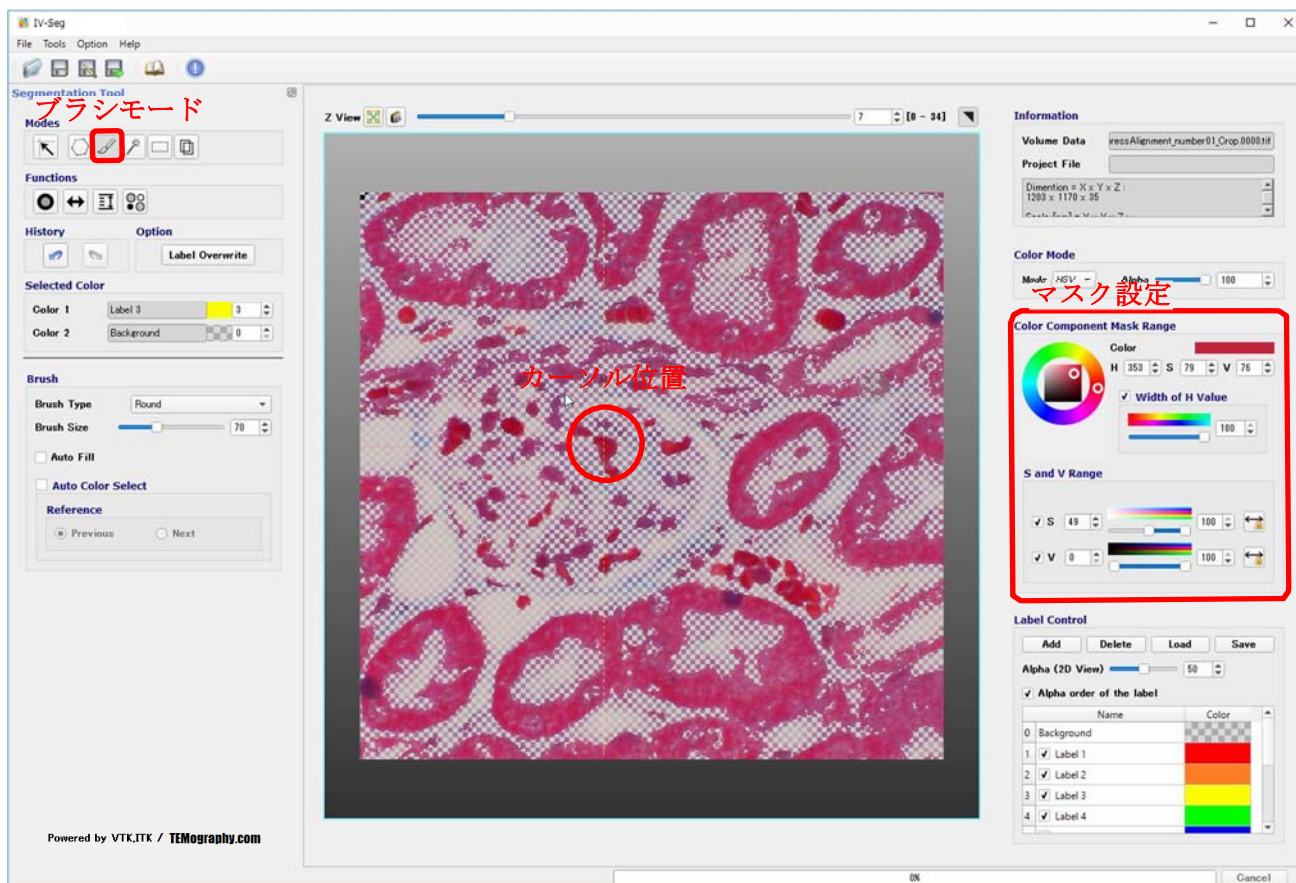 IV-Seg
File Tools Option Help
Segmentation Tool
ブラシモード
Modes
Functions
History Option
Label Overwrite
Selected Color
Color 1 Label 3 3
Color 2 Background 0
Brush
Brush Type Round
Brush Size 70
Auto Fill
Auto Color Select
Reference
Previous Next
Powered by VTK,ITK / TEMography.com
Z View 7 [0 - 34]
カーソル位置
Information
Volume Data ressAlignment_number01_Crop.0000.tif
Project File
Dimention = X x Y x Z :
1203 x 1170 x 35
Color Mode
Mode HSV Alpha 100
マスク設定
Color Component Mask Range
Color
H 353 S 79 V 76
Width of H Value
180
S and V Range
S 49 100
V 0 100
Label Control
Add Delete Load Save
Alpha (2D View) 50
Alpha order of the label
Name Color
0 Background
1 Label 1
2 Label 2
3 Label 3
4 Label 4
0% Cancel